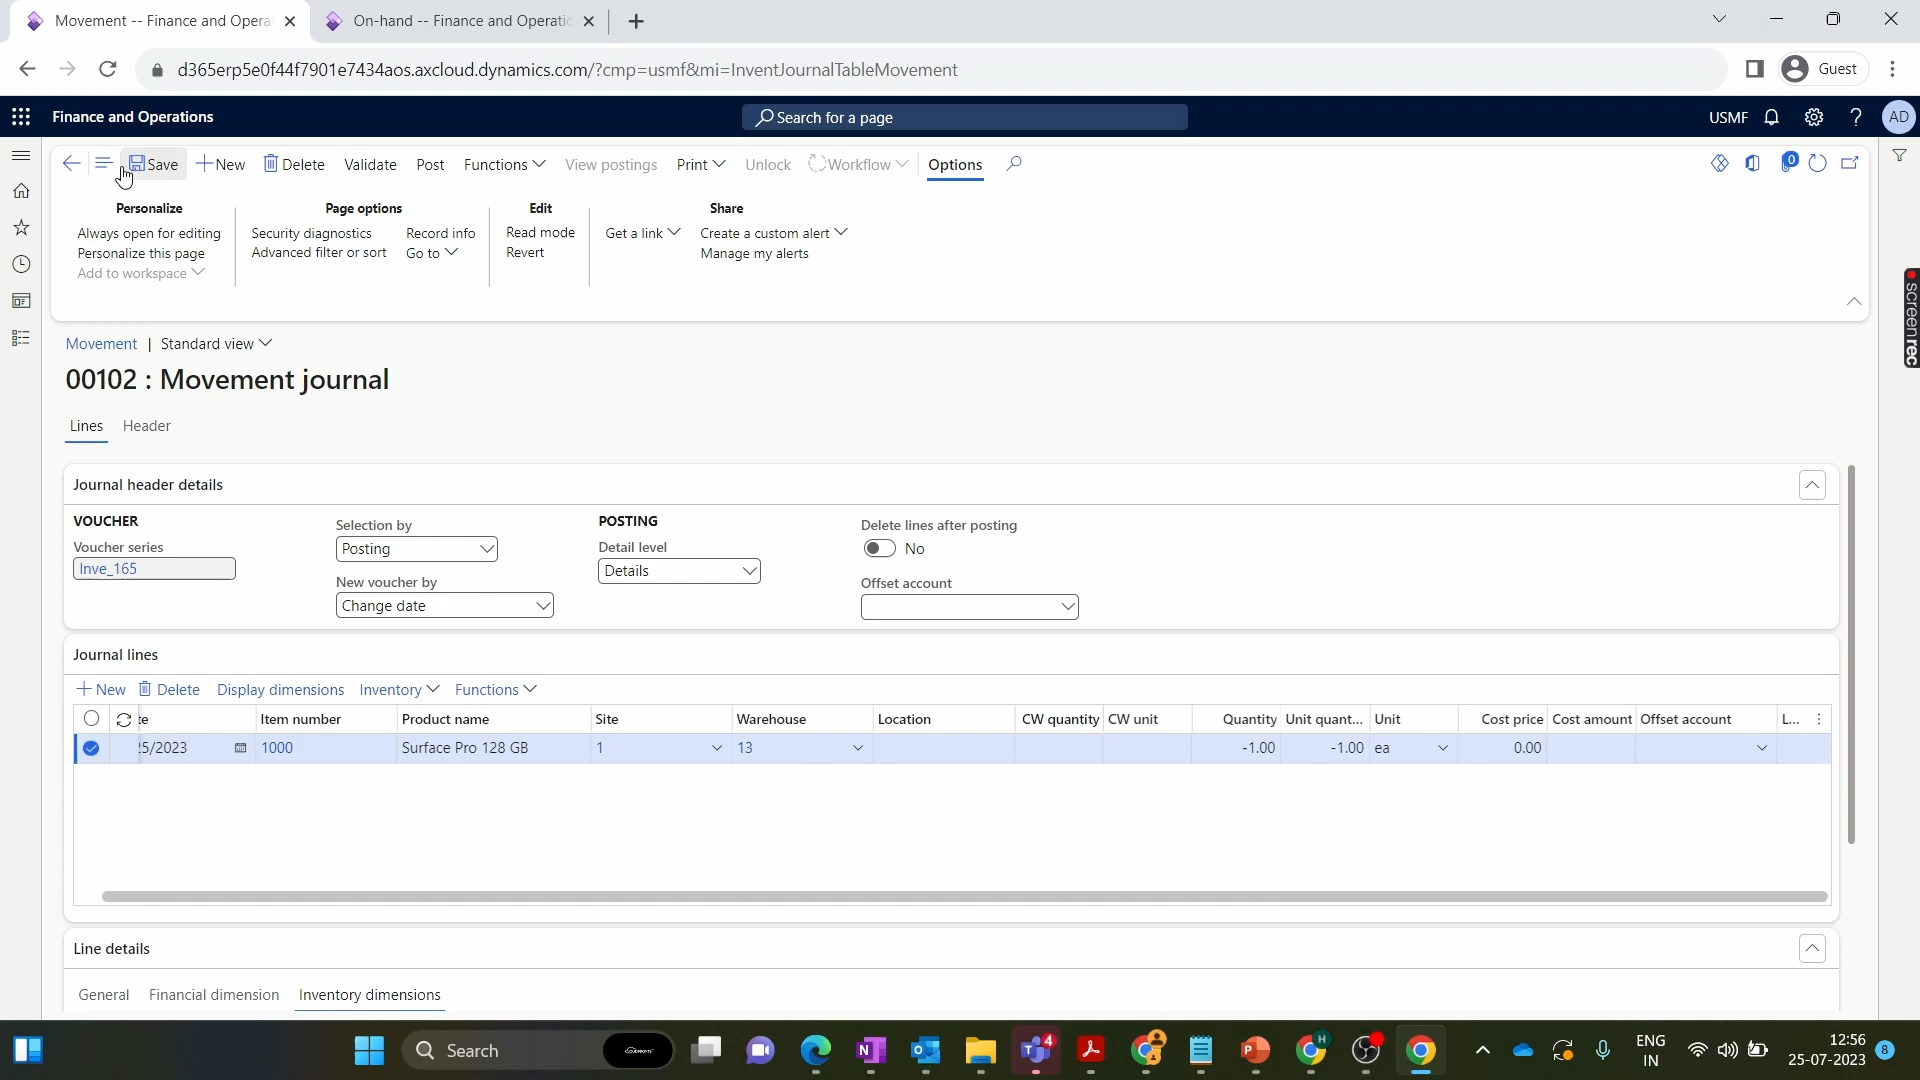 Movement -- Finance and Opera
On-hand -- Finance and Operatic
d365erp5e0f44f7901e7434aos.axcloud.dynamics.com/?cmp=usmf&mi=InventJournalTableMovement
Guest
Finance and Operations
Search for a page
USMF
?
AD
Save New Delete Validate Post Functions View postings Print Unlock Workflow Options
0
Personalize Page options Edit Share
Always open for editing Security diagnostics Record info Read mode Get a link Create a custom alert
Personalize this page Advanced filter or sort Go to Revert Manage my alerts
Add to workspace
screenrec
Movement | Standard view
00102 : Movement journal
Lines Header
Journal header details
VOUCHER Selection by POSTING Delete lines after posting
Voucher series Posting Detail level No
Inve_165 New voucher by Details Offset account
Change date
Journal lines
New Delete Display dimensions Inventory Functions
te Item number Product name Site Warehouse Location CW quantity CW unit Quantity Unit quant... Unit Cost price Cost amount Offset account L...
5/2023 1000 Surface Pro 128 GB 1 13 -1.00 -1.00 ea 0.00
Line details
General Financial dimension Inventory dimensions
Search
4
H
ENG
IN
12:56
25-07-2023
8